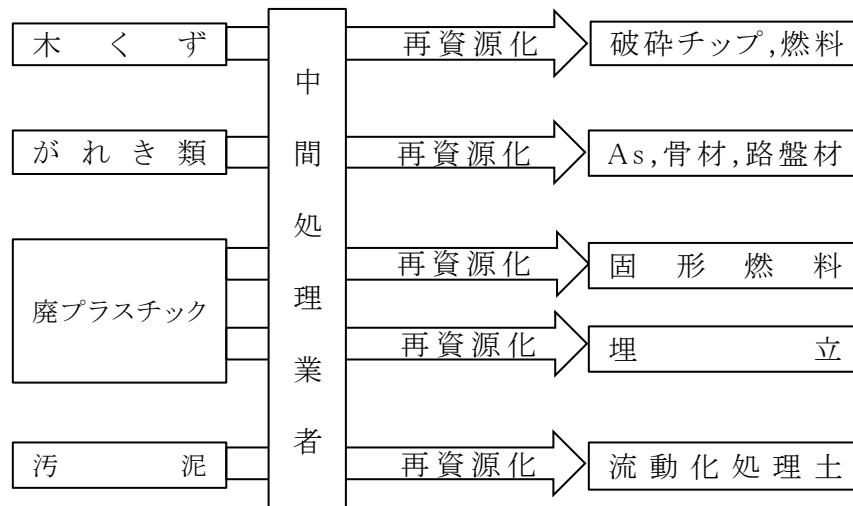 木くず
再資源化
破砕チップ,燃料
中間処理業者
がれき類
再資源化
As,骨材,路盤材
廃プラスチック
再資源化
固形燃料
再資源化
埋立
汚泥
再資源化
流動化処理土